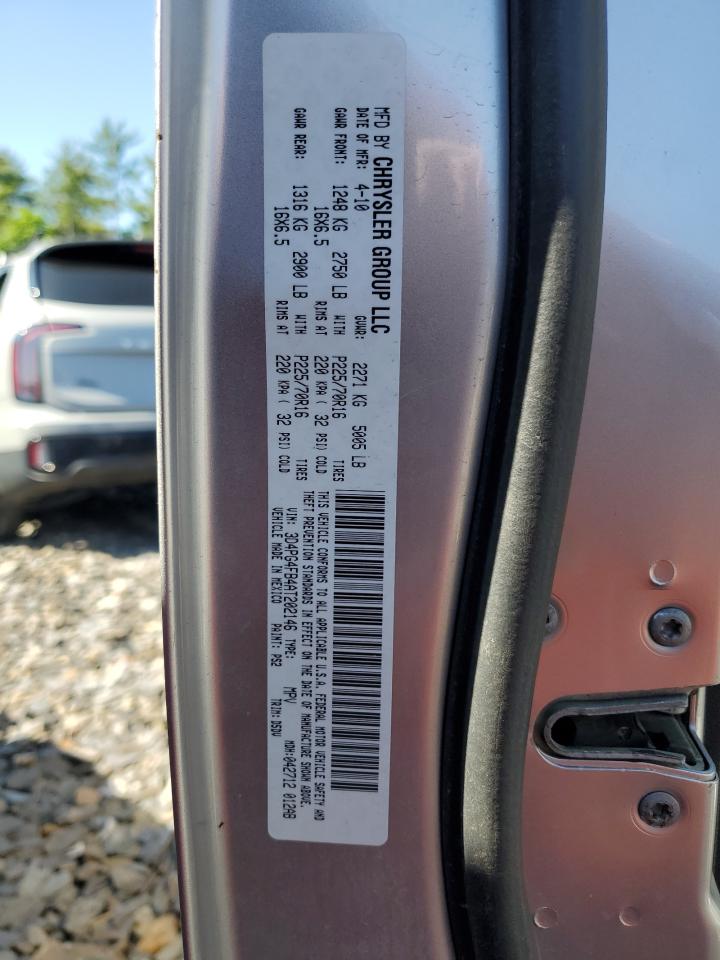 MFD BY CHRYSLER GROUP LLC
DATE OF MFR: 4-10 GVWR: 2271 KG 5005 LB
GAWR FRONT: 1248 KG 2750 LB WITH P225/70R16 TIRES
16X6.5 RIMS AT 220 KPA ( 32 PSI) COLD
GAWR REAR: 1316 KG 2900 LB WITH P225/70R16 TIRES
16X6.5 RIMS AT 220 KPA ( 32 PSI) COLD
THIS VEHICLE CONFORMS TO ALL APPLICABLE U.S.A. FEDERAL MOTOR VEHICLE SAFETY AND
THEFT PREVENTION STANDARDS IN EFFECT ON THE DATE OF MANUFACTURE SHOWN ABOVE.
VIN: 3D4PG4FB4AT202146 TYPE: MPV MDH:042712 01298
VEHICLE MADE IN MEXICO PAINT: PS2 TRIM: D5DV